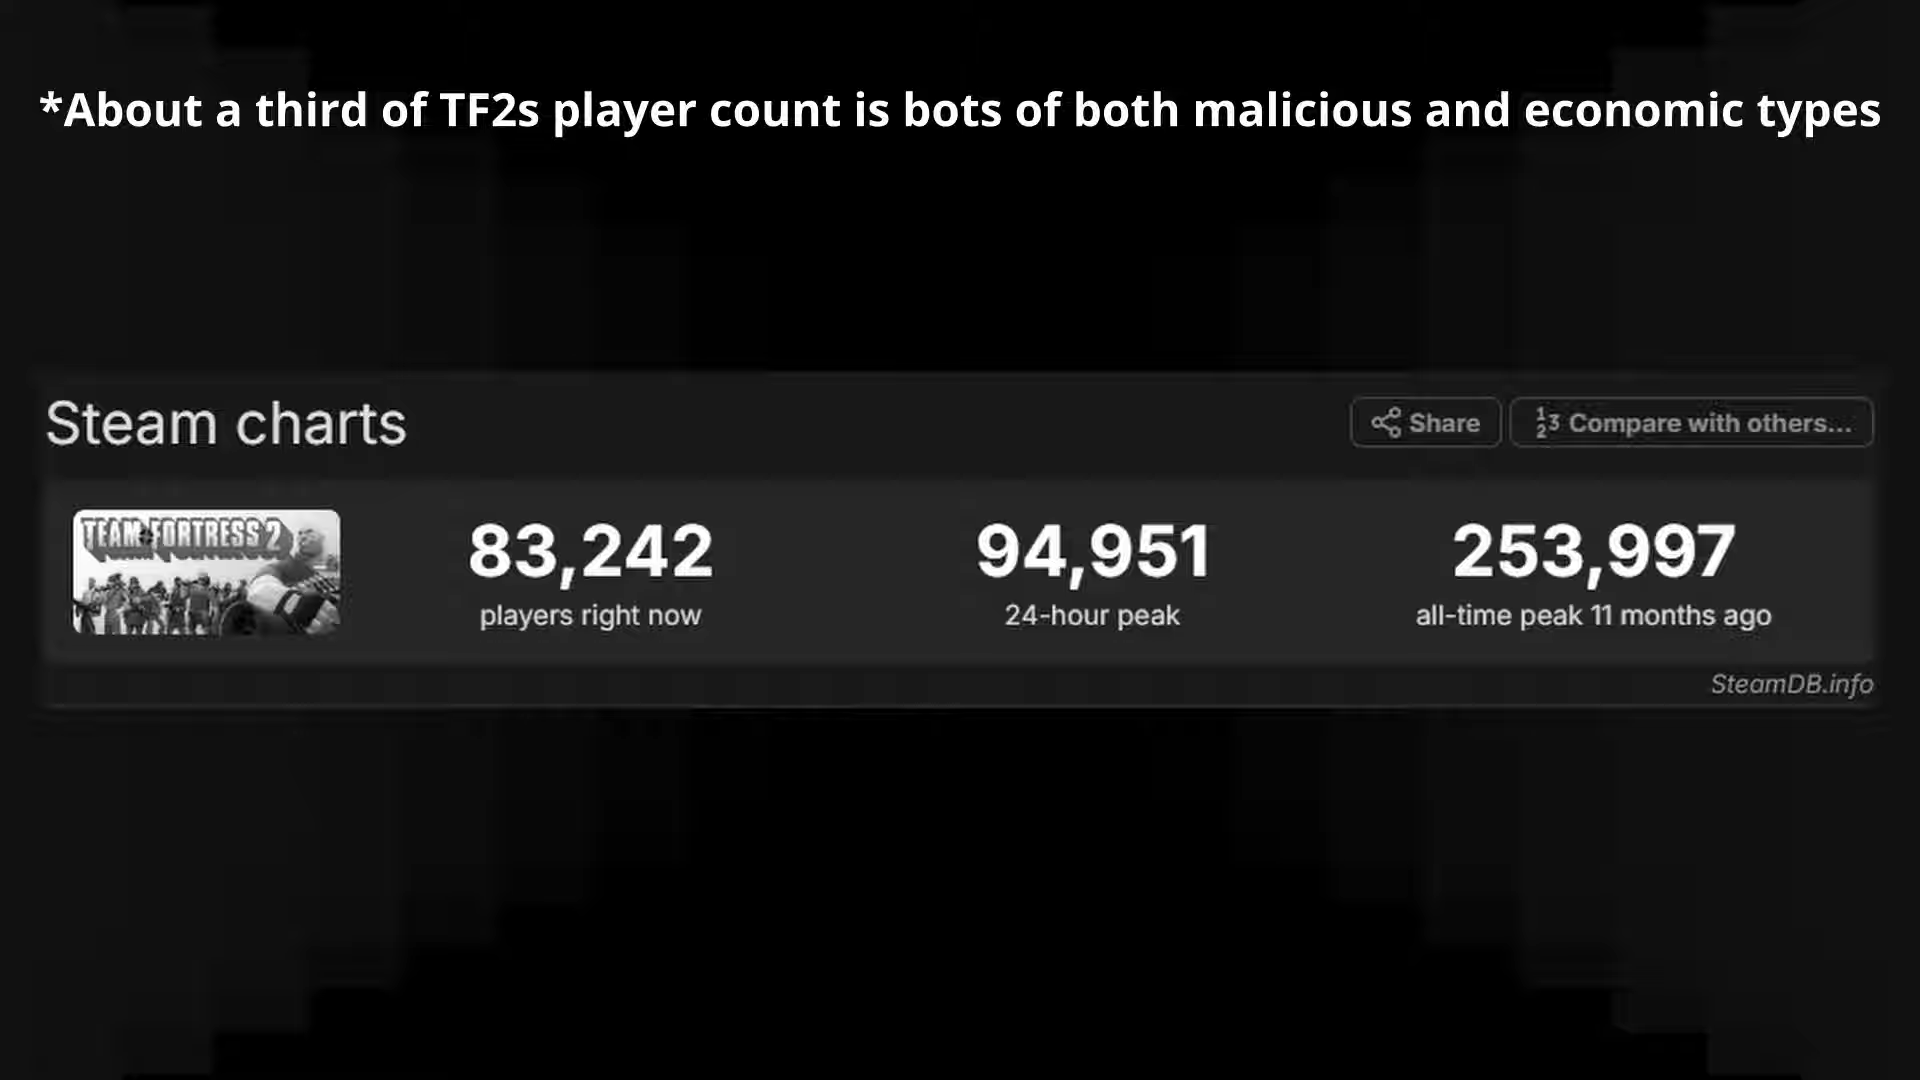 *About a third of TF2s player count is bots of both malicious and economic types
Steam charts
Share
Compare with others...
TEAM FORTRESS 2
83,242
94,951
253,997
players right now
24-hour peak
all-time peak 11 months ago
SteamDB.info